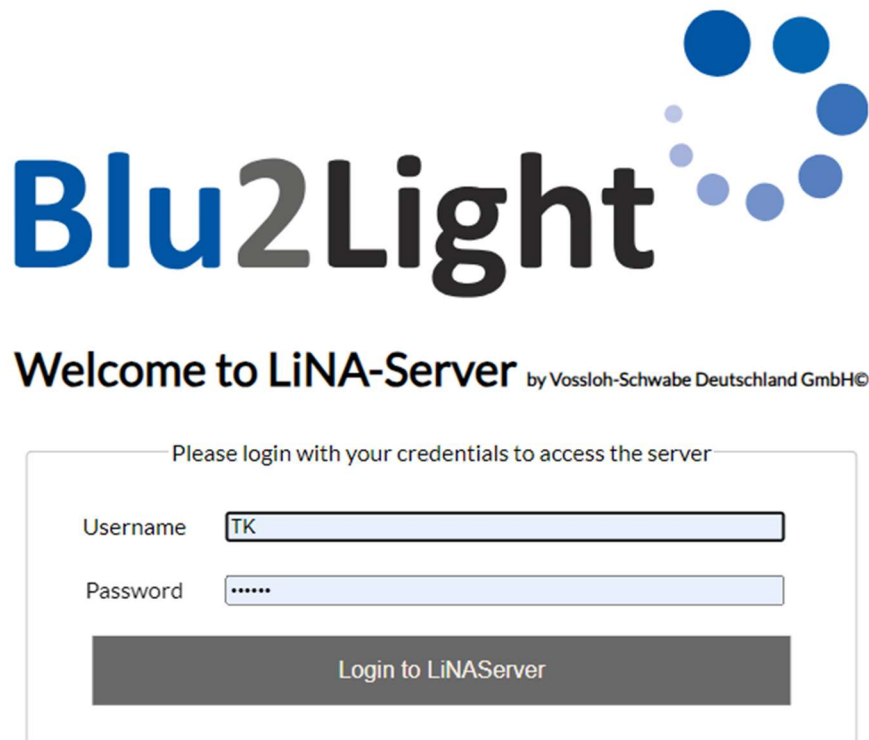 Blu2Light
Welcome to LiNA-Server by Vossloh-Schwabe Deutschland GmbH©
Please login with your credentials to access the server
Username TK
Password ••••••
Login to LiNAServer